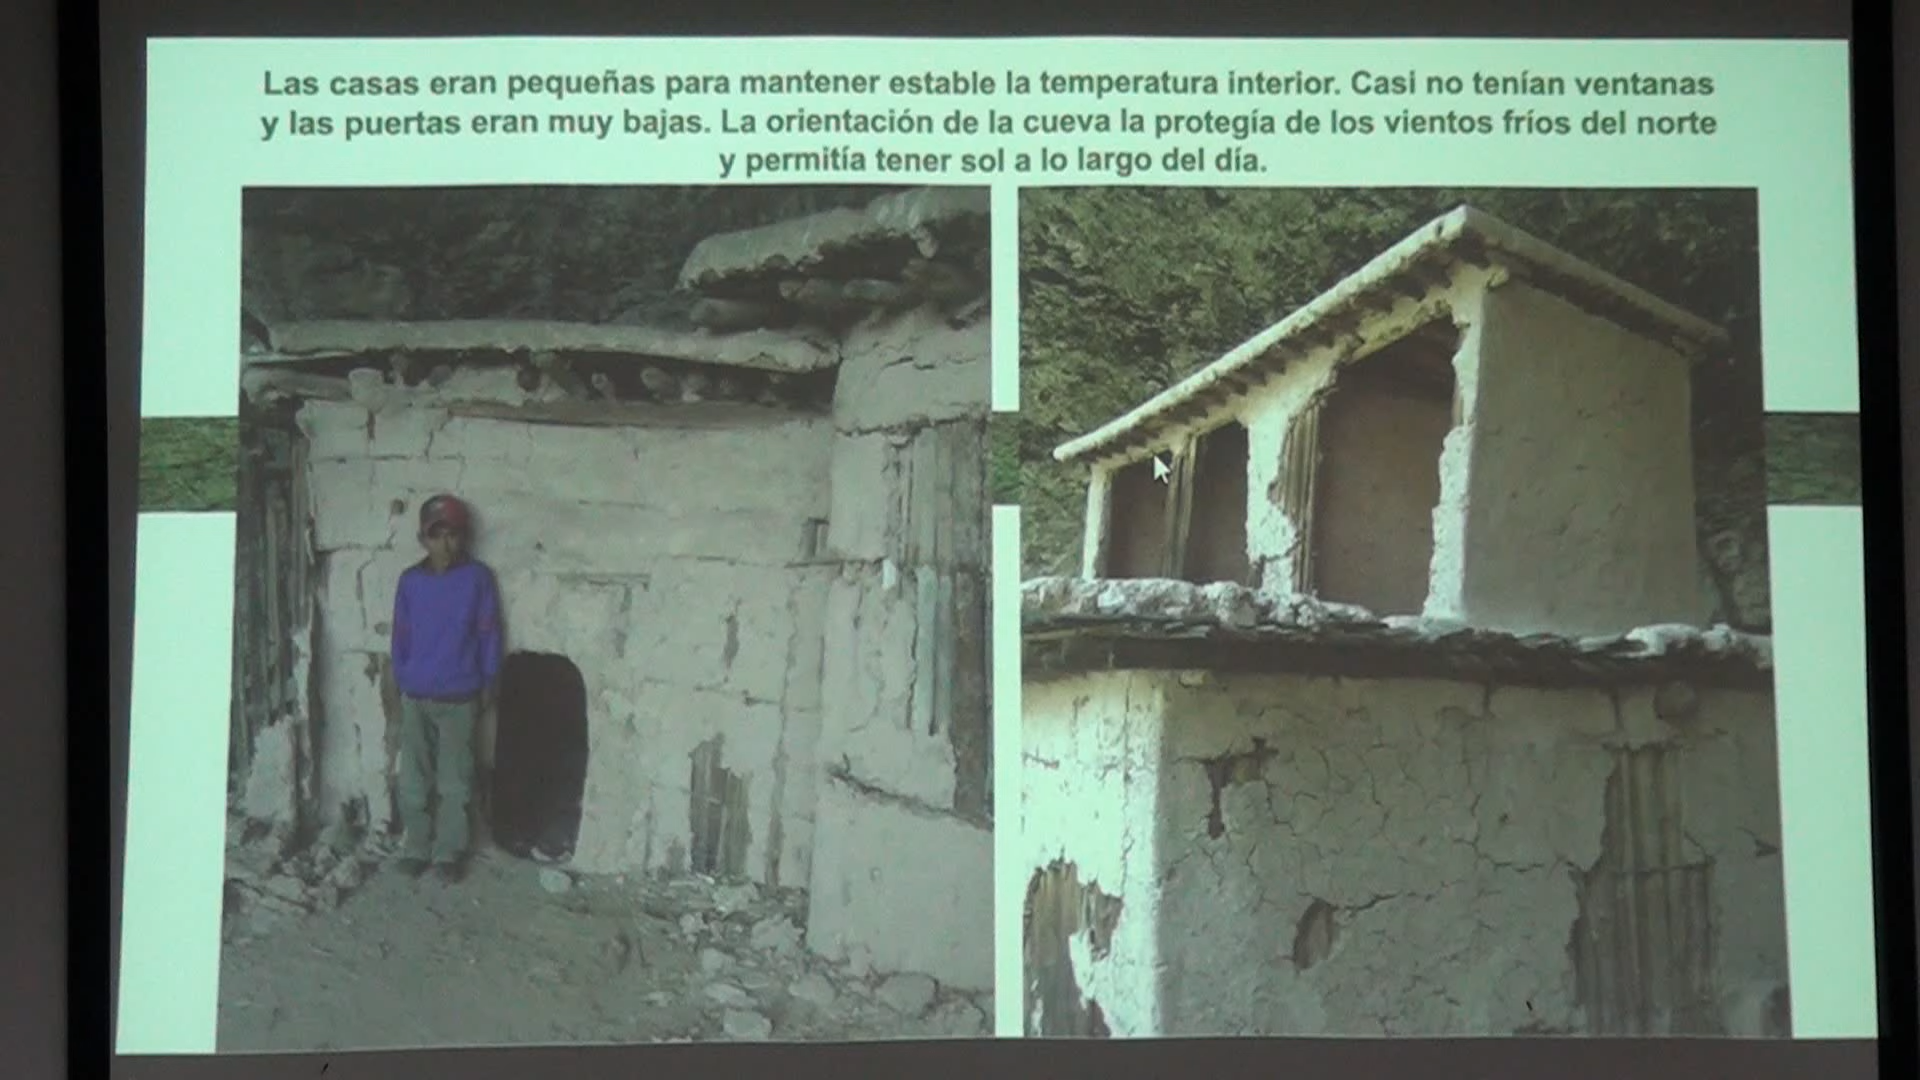 Las casas eran pequeñas para mantener estable la temperatura interior. Casi no tenían ventanas
y las puertas eran muy bajas. La orientación de la cueva la protegía de los vientos fríos del norte
y permitía tener sol a lo largo del día.